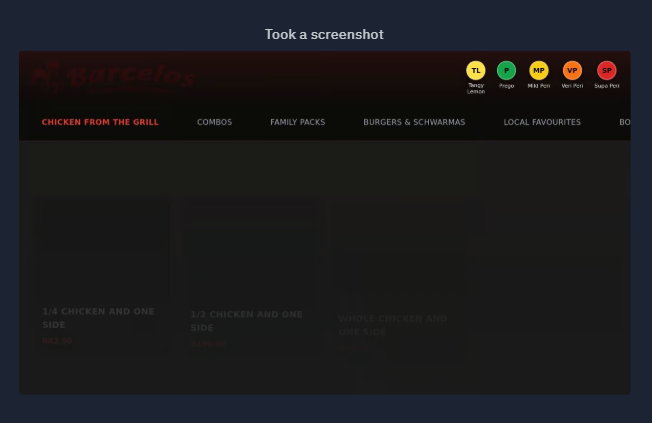 Took a screenshot
Barcelos
TL
P
MP
VP
SP
Tangy
Lemon
Prego
Mild Peri
Veri Peri
Supa Peri
CHICKEN FROM THE GRILL
COMBOS
FAMILY PACKS
BURGERS & SCHWARMAS
LOCAL FAVOURITES
BO
1/4 CHICKEN AND ONE
SIDE
1/2 CHICKEN AND ONE
SIDE
WHOLE CHICKEN AND
ONE SIDE